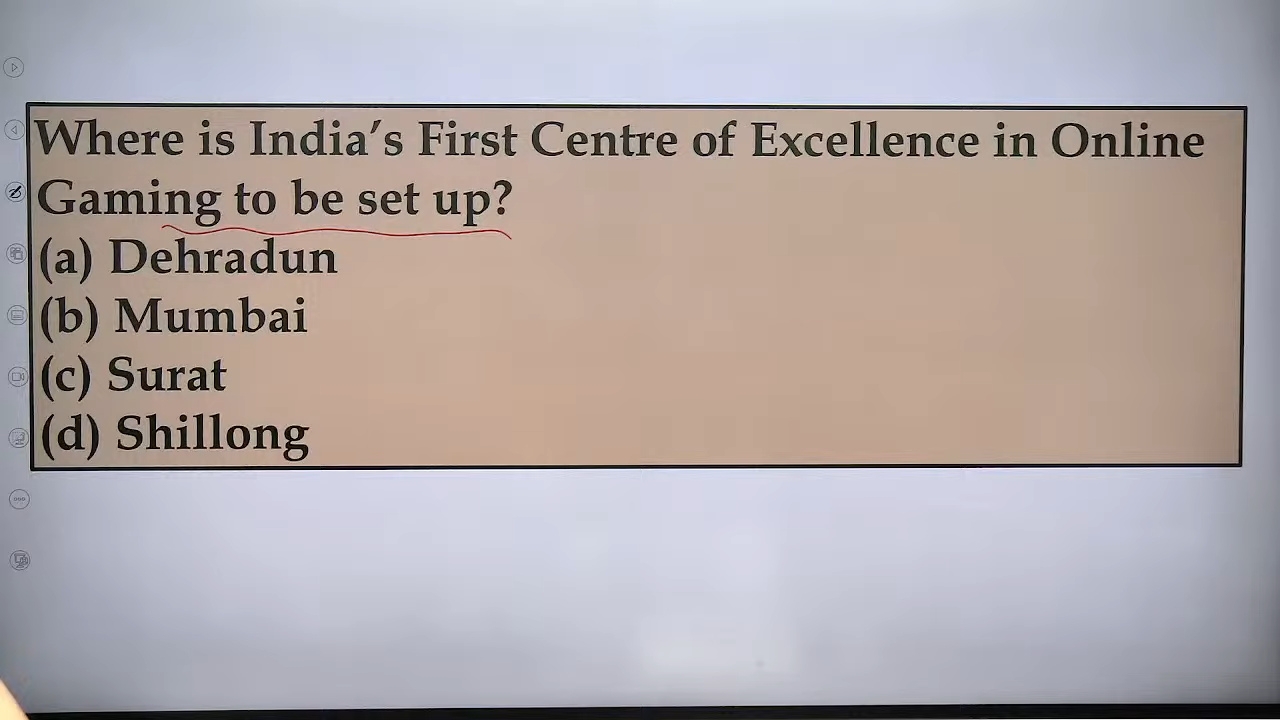 Where is India's First Centre of Excellence in Online
Gaming to be set up?
(a) Dehradun
(b) Mumbai
(c) Surat
(d) Shillong